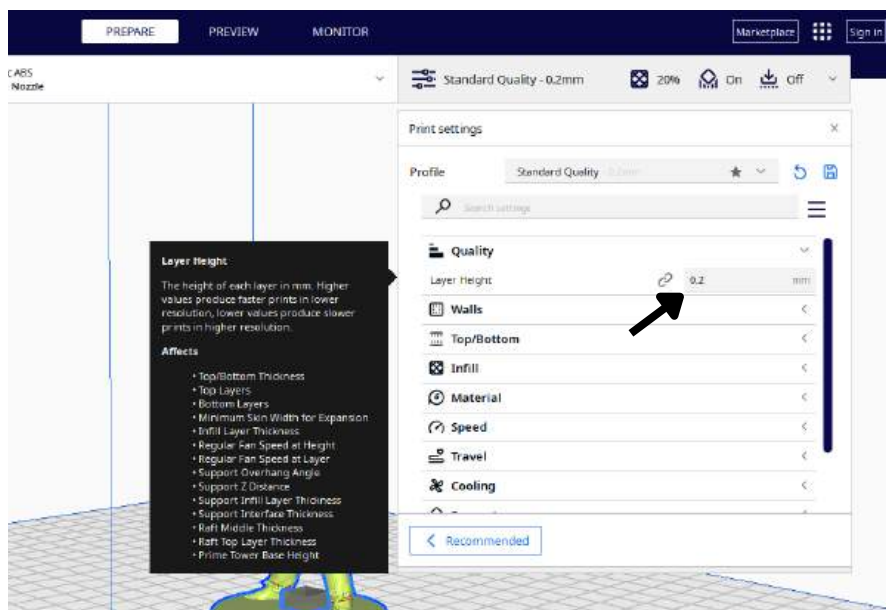 PREPARE PREVIEW MONITOR Marketplace Sign in
ABS
Nozzle
Standard Quality - 0.2mm 20% On Off
Print settings
Profile Standard Quality - 0.2mm
Search settings
Quality
Layer Height 0.2 mm
Walls
Top/Bottom
Infill
Material
Speed
Travel
Cooling
Recommended
Layer Height
The height of each layer in mm. Higher
values produce faster prints in lower
resolution, lower values produce slower
prints in higher resolution.
Affects
• Top/Bottom Thickness
• Top Layers
• Bottom Layers
• Minimum Skin Width for Expansion
• Infill Layer Thickness
• Regular Fan Speed at Height
• Regular Fan Speed at Layer
• Support Overhang Angle
• Support Z Distance
• Support Infill Layer Thickness
• Support Interface Thickness
• Raft Middle Thickness
• Raft Top Layer Thickness
• Prime Tower Base Height